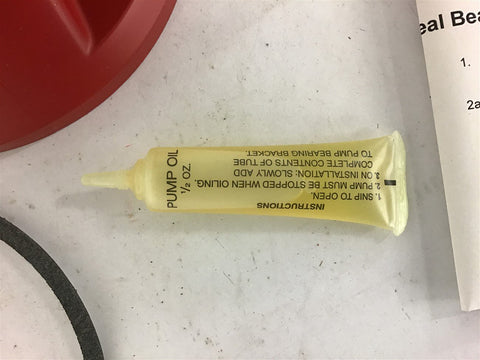 PUMP OIL
1/2 OZ.
INSTRUCTIONS
1. SNIP TO OPEN.
2. PUMP MUST BE STOPPED WHEN OILING.
3. ON INSTALLATION: SLOWLY ADD
COMPLETE CONTENTS OF TUBE
TO PUMP BEARING BRACKET.
eal Bea
1.
2a